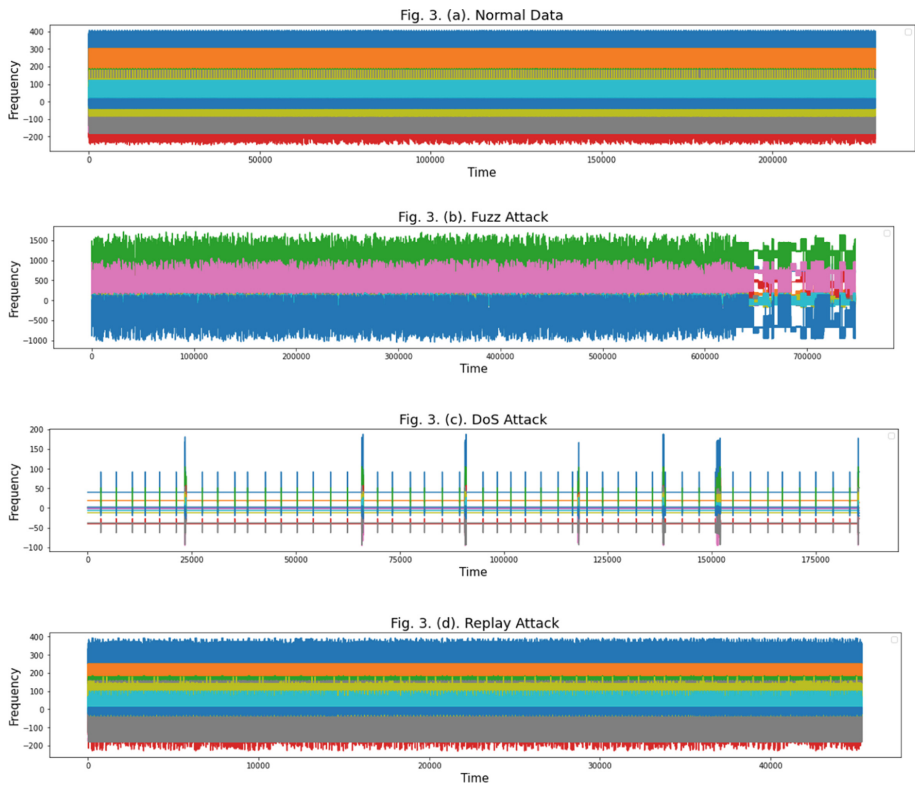 Fig. 3. (a). Normal Data
Frequency
400
300
200
100
0
−100
−200
0 50000 100000 150000 200000
Time
Fig. 3. (b). Fuzz Attack
Frequency
1500
1000
500
0
−500
−1000
0 100000 200000 300000 400000 500000 600000 700000
Time
Fig. 3. (c). DoS Attack
Frequency
200
150
100
50
0
−50
−100
0 25000 50000 75000 100000 125000 150000 175000
Time
Fig. 3. (d). Replay Attack
Frequency
400
300
200
100
0
−100
−200
0 10000 20000 30000 40000
Time